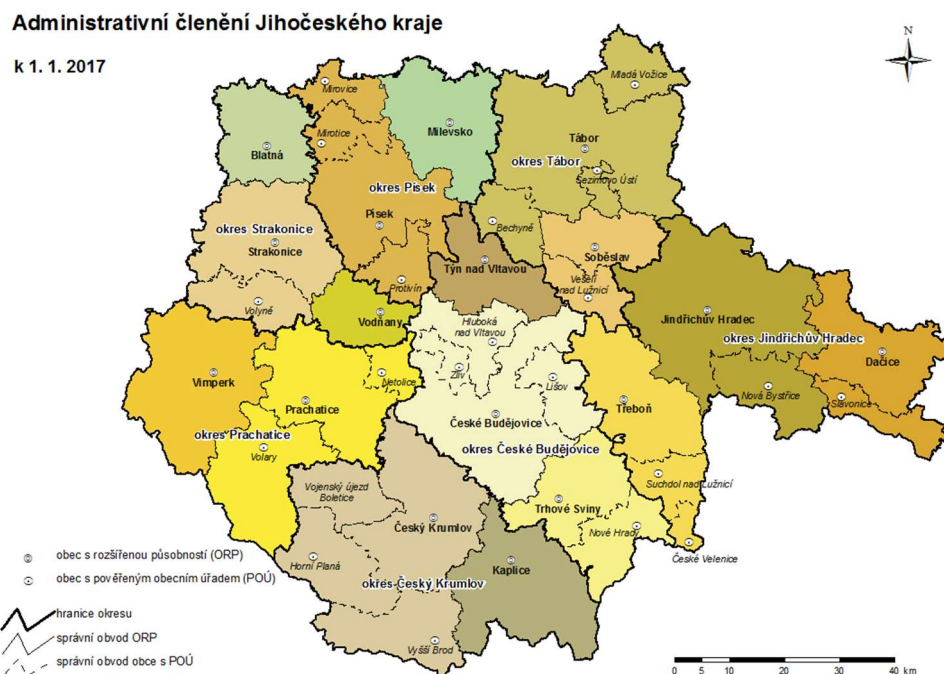 Administrativní členění Jihočeského kraje
k 1. 1. 2017
N
Mladá Vožice
Mirovice
Milevsko
Mirotice
Tábor
Blatná
okres Tábor
Sezimovo Ústí
okres Písek
Písek
Bechyně
okres Strakonice
Strakonice
Soběslav
Týn nad Vltavou
Protivín
Veselí
nad Lužnicí
Volyně
Vodňany
Hluboká
nad Vltavou
Jindřichův Hradec
okres Jindřichův Hradec
Dačice
Vimperk
Netolice
Zliv
Lišov
Nová Bystřice
Slavonice
Prachatice
Třeboň
České Budějovice
okres Prachatice
Volary
okres České Budějovice
Suchdol nad Lužnicí
Vojenský újezd
Boletice
Trhové Sviny
Český Krumlov
Nové Hrady
České Velenice
Horní Planá
Kaplice
okres Český Krumlov
Vyšší Brod
obec s rozšířenou působností (ORP)
obec s pověřeným obecním úřadem (POÚ)
hranice okresu
správní obvod ORP
správní obvod obce s POÚ
0 5 10 20 30 40 km